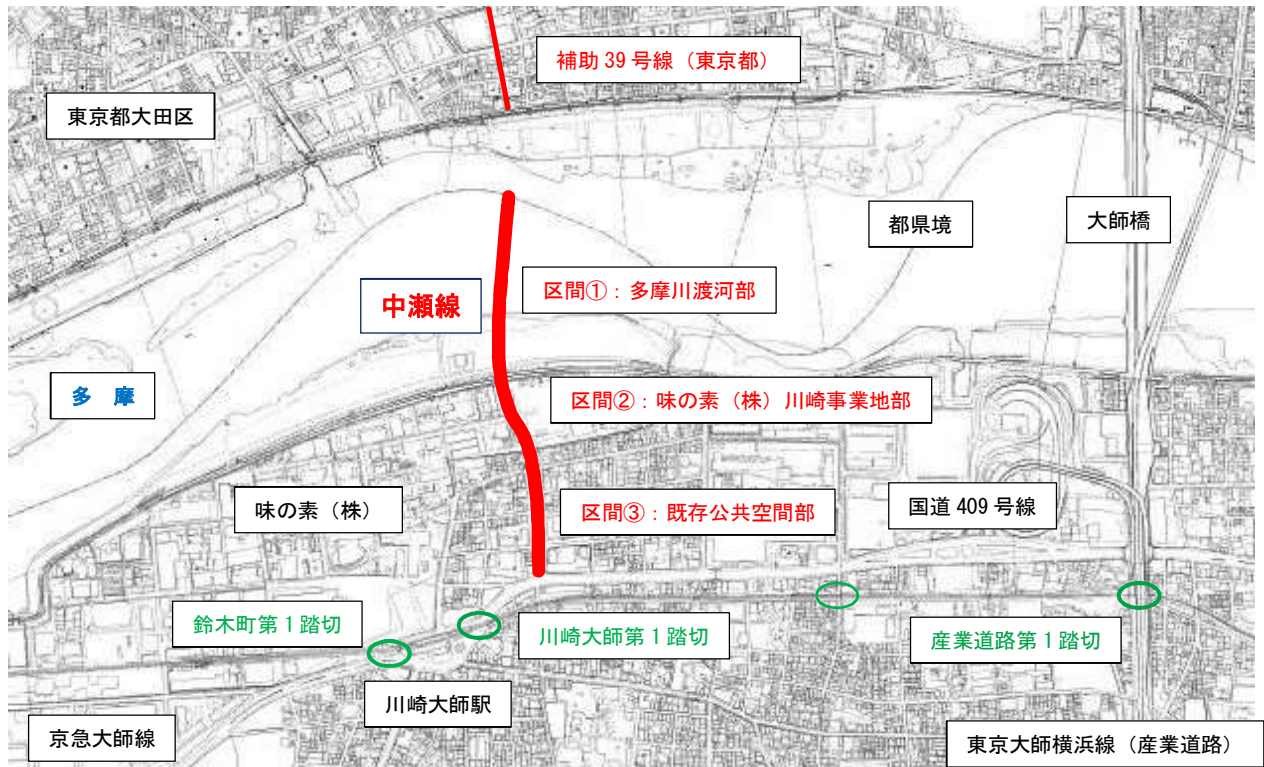 補助 39 号線（東京都）
東京都大田区
都県境
大師橋
区間①：多摩川渡河部
中瀬線
多 摩
区間②：味の素（株）川崎事業地部
味の素（株）
区間③：既存公共空間部
国道 409 号線
鈴木町第 1 踏切
川崎大師第 1 踏切
産業道路第 1 踏切
川崎大師駅
京急大師線
東京大師横浜線（産業道路）